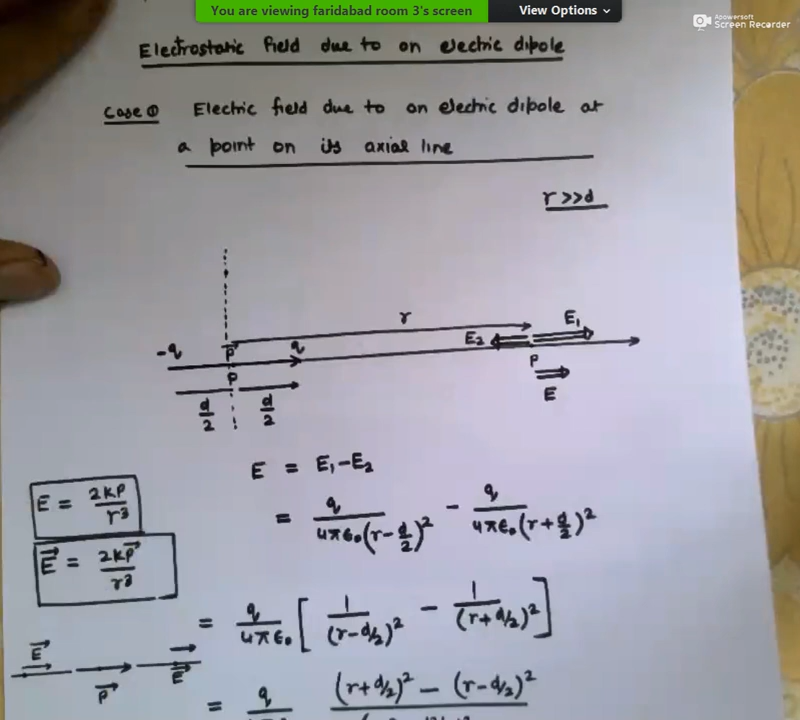 You are viewing faridabad room 3's screen
View Options
Apowersoft
Screen Recorder
Electrostatic field due to an electric dipole
Case ① Electric field due to an electric dipole at
a point on its axial line
r>>d
r
E₁
E₂
-q
p⃗
q
P
P
E
d/2 d/2
E = E₁-E₂
= q/4πϵ₀(r-d/2)² - q/4πϵ₀(r+d/2)²
E = 2KP/r³
E⃗ = 2KP⃗/r³
= q/4πϵ₀ [1/(r-d/2)² - 1/(r+d/2)²]
E⃗ P⃗ E⃗
= q (r+d/2)² - (r-d/2)²